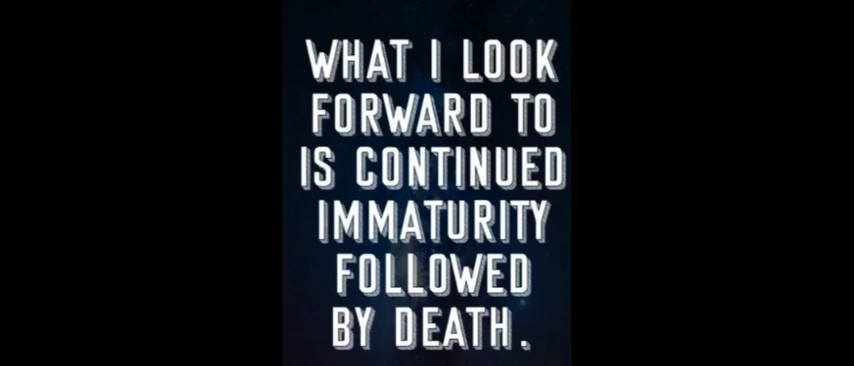 WHAT I LOOK
FORWARD TO
IS CONTINUED
IMMATURITY
FOLLOWED
BY DEATH.